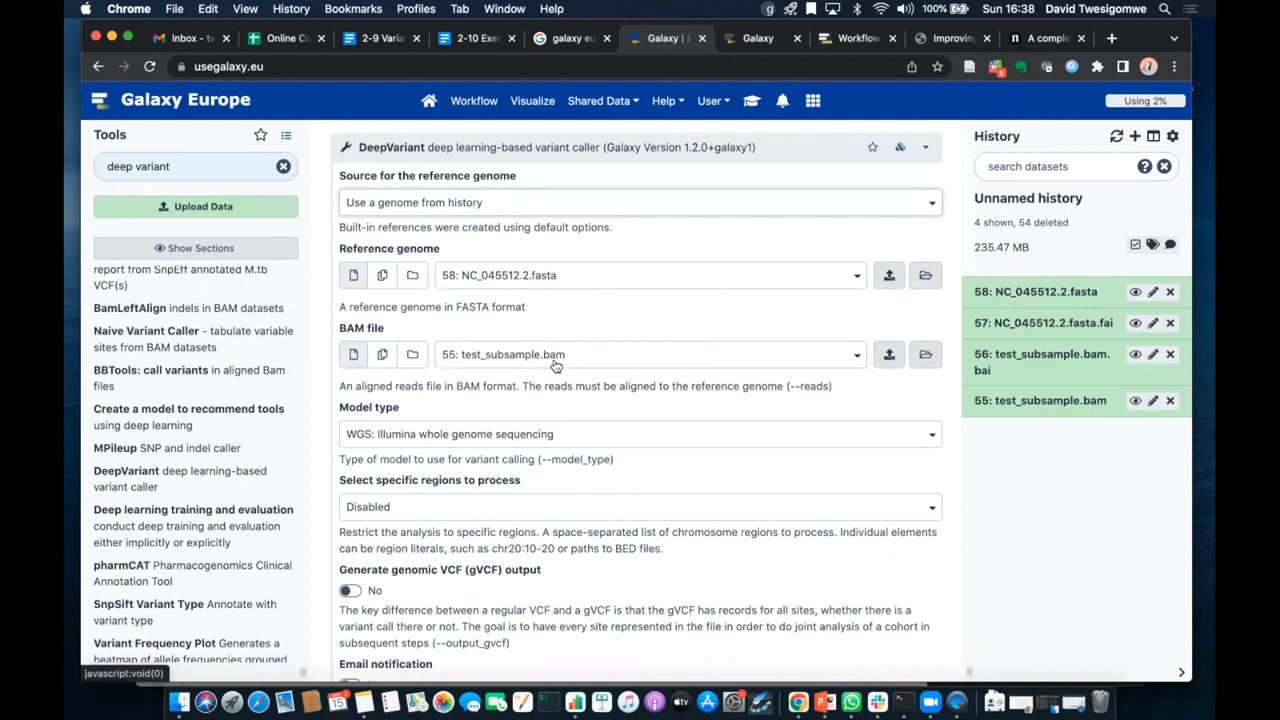 Chrome File Edit View History Bookmarks Profiles Tab Window Help 100% Sun 16:38 David Twesigomwe
Inbox - tw Online C 2-9 Varia 2-10 Exer galaxy eu Galaxy | E Galaxy Workflow Improving A comple
usegalaxy.eu
Galaxy Europe Workflow Visualize Shared Data Help User Using 2%
Tools
deep variant
Upload Data
Show Sections
report from SnpEff annotated M.tb
VCF(s)
BamLeftAlign indels in BAM datasets
Naive Variant Caller - tabulate variable
sites from BAM datasets
BBTools: call variants in aligned Bam
files
Create a model to recommend tools
using deep learning
MPileup SNP and indel caller
DeepVariant deep learning-based
variant caller
Deep learning training and evaluation
conduct deep training and evaluation
either implicitly or explicitly
pharmCAT Pharmacogenomics Clinical
Annotation Tool
SnpSift Variant Type Annotate with
variant type
Variant Frequency Plot Generates a
heatmap of allele frequencies grouped
javascript:void(0)
DeepVariant deep learning-based variant caller (Galaxy Version 1.2.0+galaxy1)
Source for the reference genome
Use a genome from history
Built-in references were created using default options.
Reference genome
58: NC_045512.2.fasta
A reference genome in FASTA format
BAM file
55: test_subsample.bam
An aligned reads file in BAM format. The reads must be aligned to the reference genome (--reads)
Model type
WGS: Illumina whole genome sequencing
Type of model to use for variant calling (--model_type)
Select specific regions to process
Disabled
Restrict the analysis to specific regions. A space-separated list of chromosome regions to process. Individual elements
can be region literals, such as chr20:10-20 or paths to BED files.
Generate genomic VCF (gVCF) output
No
The key difference between a regular VCF and a gVCF is that the gVCF has records for all sites, whether there is a
variant call there or not. The goal is to have every site represented in the file in order to do joint analysis of a cohort in
subsequent steps (--output_gvcf)
Email notification
History
search datasets
Unnamed history
4 shown, 54 deleted
235.47 MB
58: NC_045512.2.fasta
57: NC_045512.2.fasta.fai
56: test_subsample.bam.
bai
55: test_subsample.bam